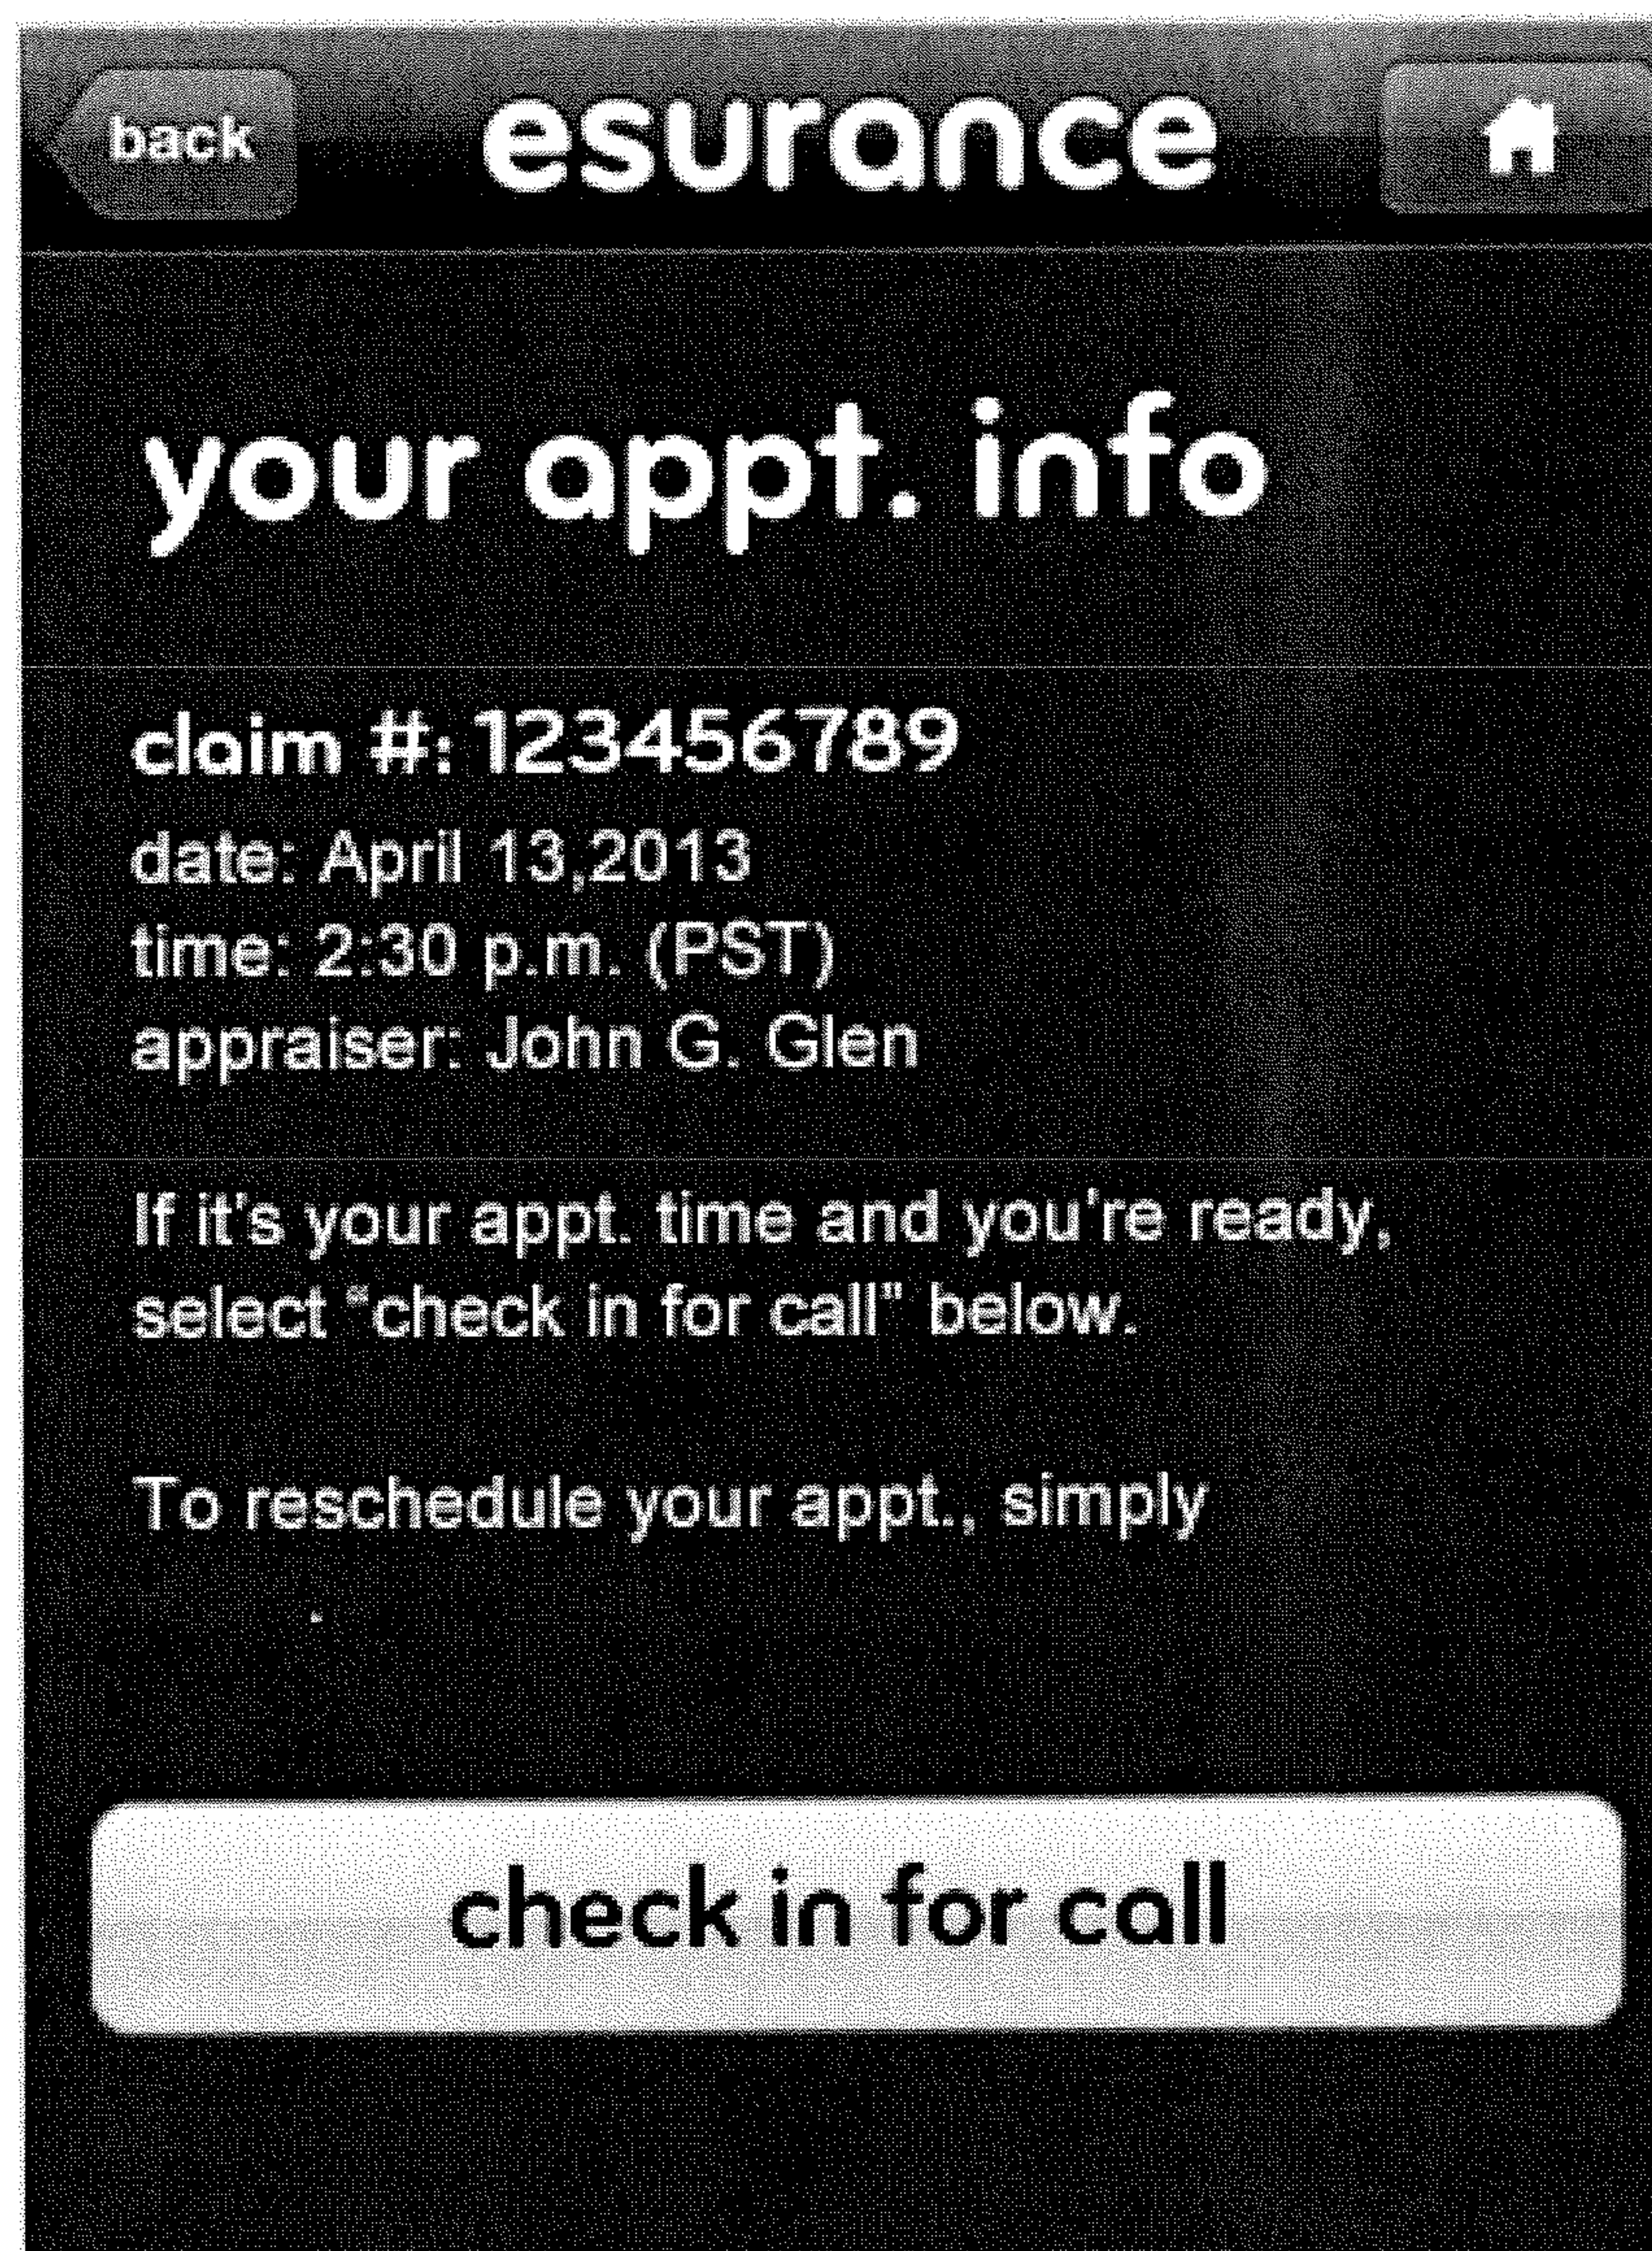 back
esurance
your appt. info
claim #: 123456789
date: April 13,2013
time: 2:30 p.m. (PST)
appraiser: John G. Glen
If it's your appt. time and you're ready,
select "check in for call" below.
To reschedule your appt., simply
.
check in for call